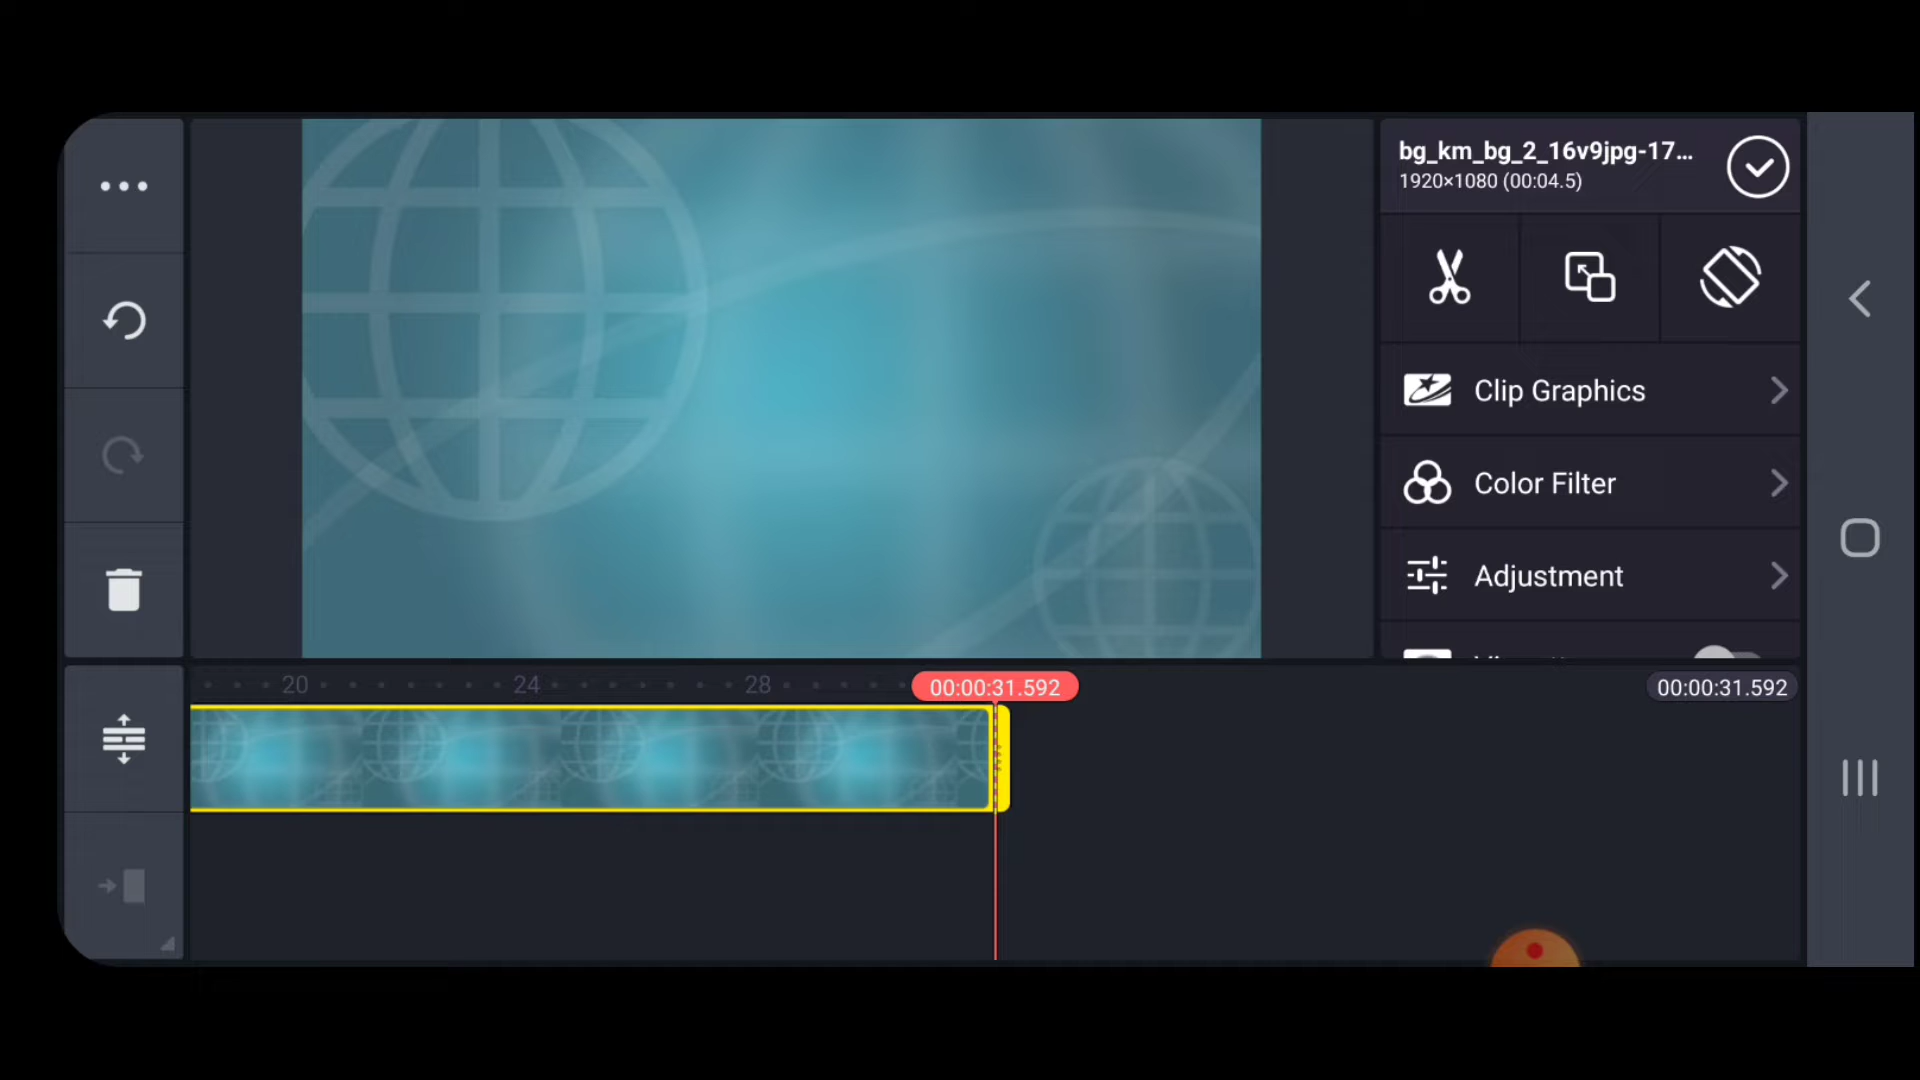 bg_km_bg_2_16v9jpg-17...
1920×1080 (00:04.5)
Clip Graphics
Color Filter
Adjustment
20
24
28
00:00:31.592
00:00:31.592